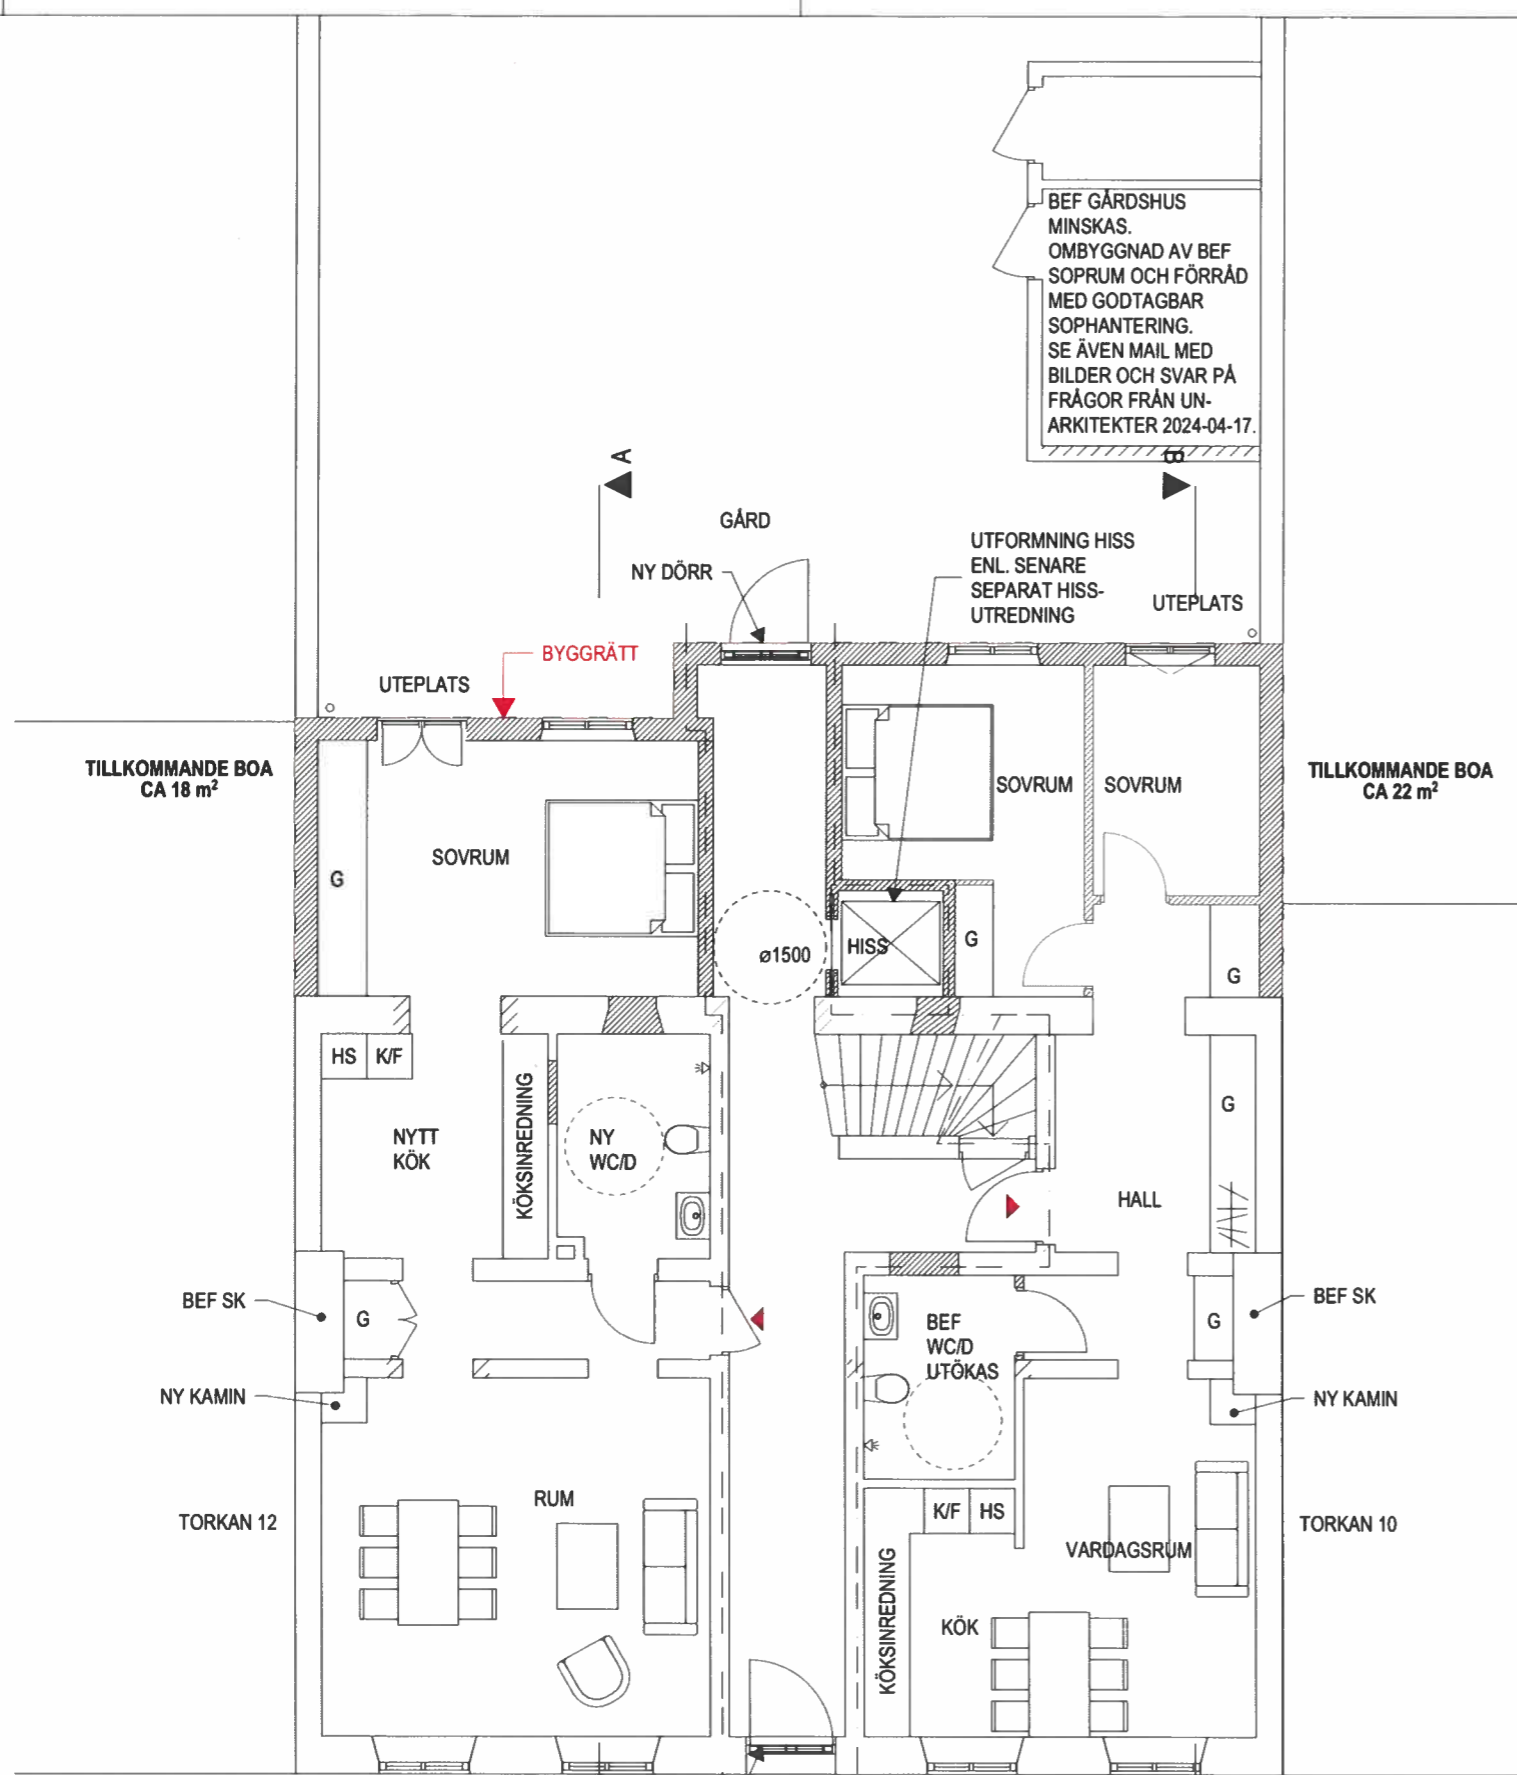 BEF GÅRDSHUS
MINSKAS.
OMBYGGNAD AV BEF
SOPRUM OCH FÖRRÅD
MED GODTAGBAR
SOPHANTERING.
SE ÄVEN MAIL MED
BILDER OCH SVAR PÅ
FRÅGOR FRÅN UN-
ARKITEKTER 2024-04-17.
A
B
GÅRD
UTFORMNING HISS
ENL. SENARE
SEPARAT HISS-
UTREDNING
NY DÖRR
UTEPLATS
BYGGRÄTT
UTEPLATS
TILLKOMMANDE BOA
CA 18 m²
TILLKOMMANDE BOA
CA 22 m²
SOVRUM
SOVRUM
SOVRUM
G
ø1500
HISS
G
G
HS
K/F
KÖKSINREDNING
NYTT
KÖK
NY
WC/D
G
HALL
BEF SK
G
BEF
WC/D
UTÖKAS
G
BEF SK
NY KAMIN
NY KAMIN
RUM
K/F
HS
TORKAN 12
TORKAN 10
VARDAGSRUM
KÖKSINREDNING
KÖK